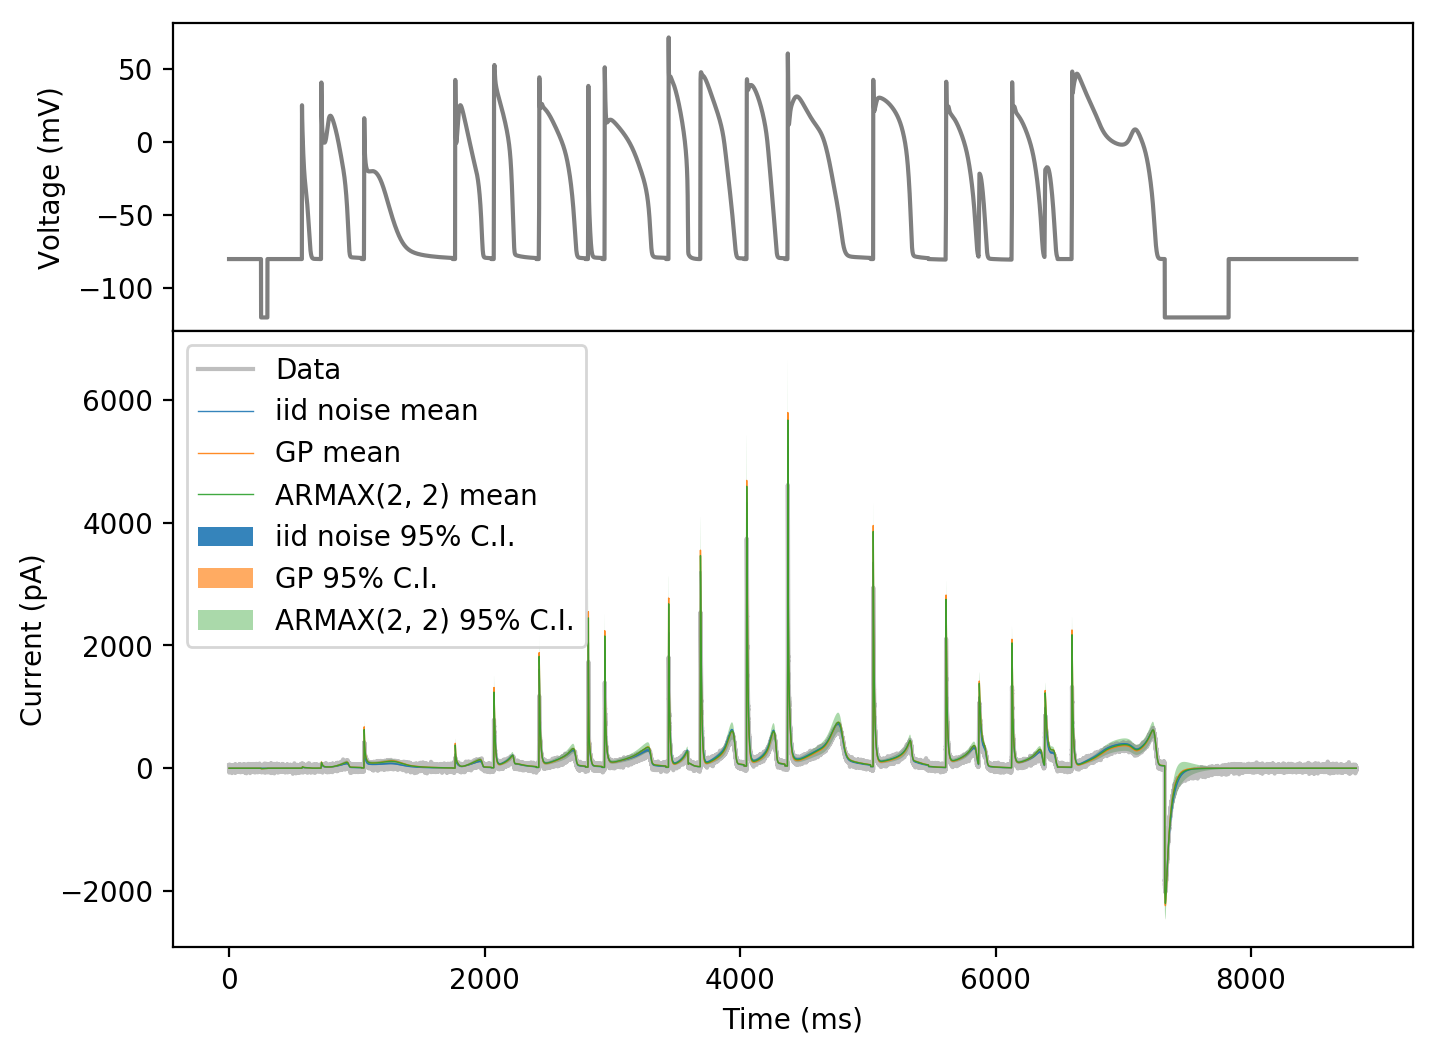 Voltage (mV)
50
0
−50
−100
Current (pA)
6000
4000
2000
0
−2000
Data
iid noise mean
GP mean
ARMAX(2, 2) mean
iid noise 95% C.I.
GP 95% C.I.
ARMAX(2, 2) 95% C.I.
0 2000 4000 6000 8000
Time (ms)